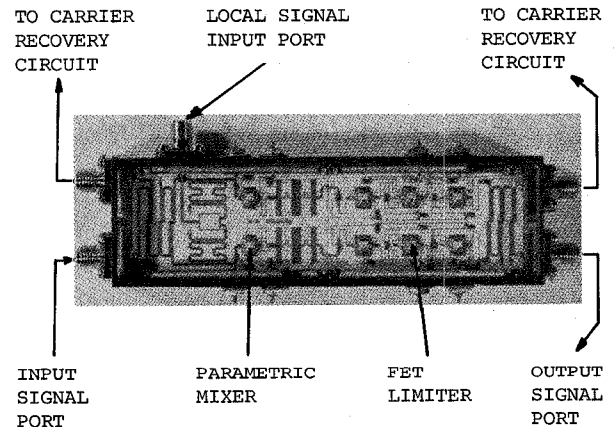 TO CARRIER
RECOVERY
CIRCUIT
LOCAL SIGNAL
INPUT PORT
TO CARRIER
RECOVERY
CIRCUIT
INPUT
SIGNAL
PORT
PARAMETRIC
MIXER
FET
LIMITER
OUTPUT
SIGNAL
PORT